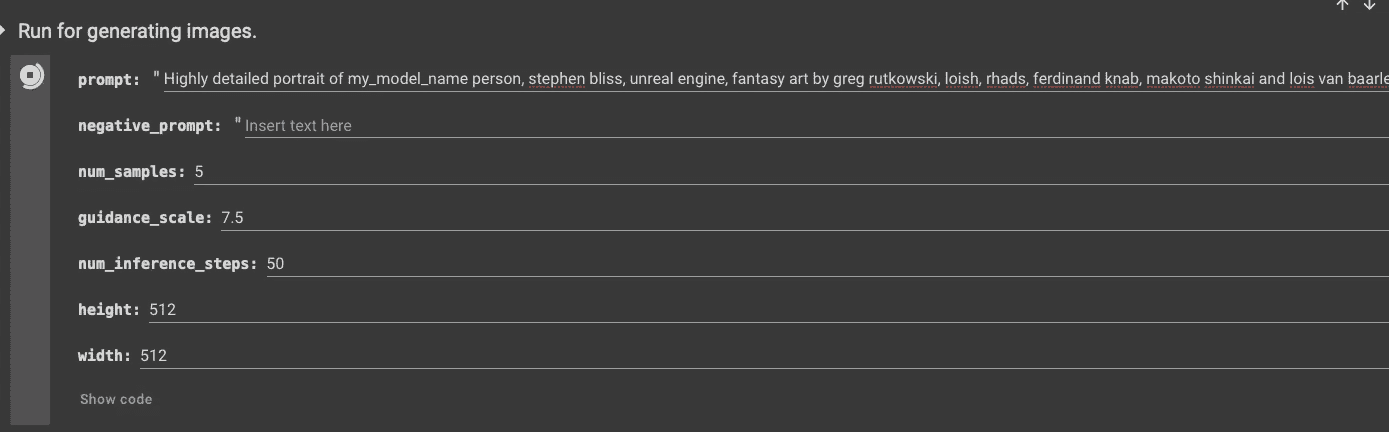 Run for generating images.
prompt: " Highly detailed portrait of my_model_name person, stephen bliss, unreal engine, fantasy art by greg rutkowski, loish, rhads, ferdinand knab, makoto shinkai and lois van baarle
negative_prompt: " Insert text here
num_samples: 5
guidance_scale: 7.5
num_inference_steps: 50
height: 512
width: 512
Show code